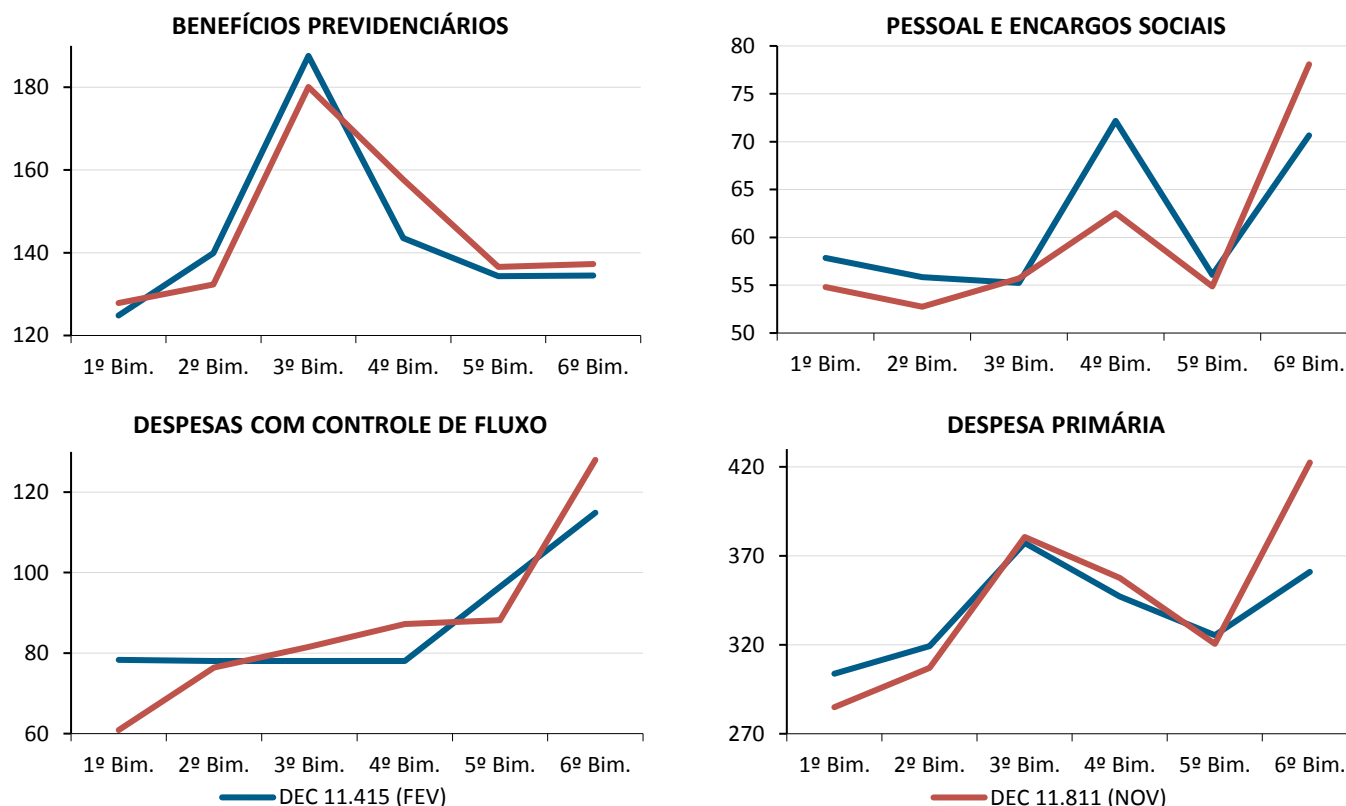 BENEFÍCIOS PREVIDENCIÁRIOS
180
160
140
120
1º Bim. 2º Bim. 3º Bim. 4º Bim. 5º Bim. 6º Bim.
PESSOAL E ENCARGOS SOCIAIS
80
75
70
65
60
55
50
1º Bim. 2º Bim. 3º Bim. 4º Bim. 5º Bim. 6º Bim.
DESPESAS COM CONTROLE DE FLUXO
120
100
80
60
1º Bim. 2º Bim. 3º Bim. 4º Bim. 5º Bim. 6º Bim.
DEC 11.415 (FEV)
DESPESA PRIMÁRIA
420
370
320
270
1º Bim. 2º Bim. 3º Bim. 4º Bim. 5º Bim. 6º Bim.
DEC 11.811 (NOV)